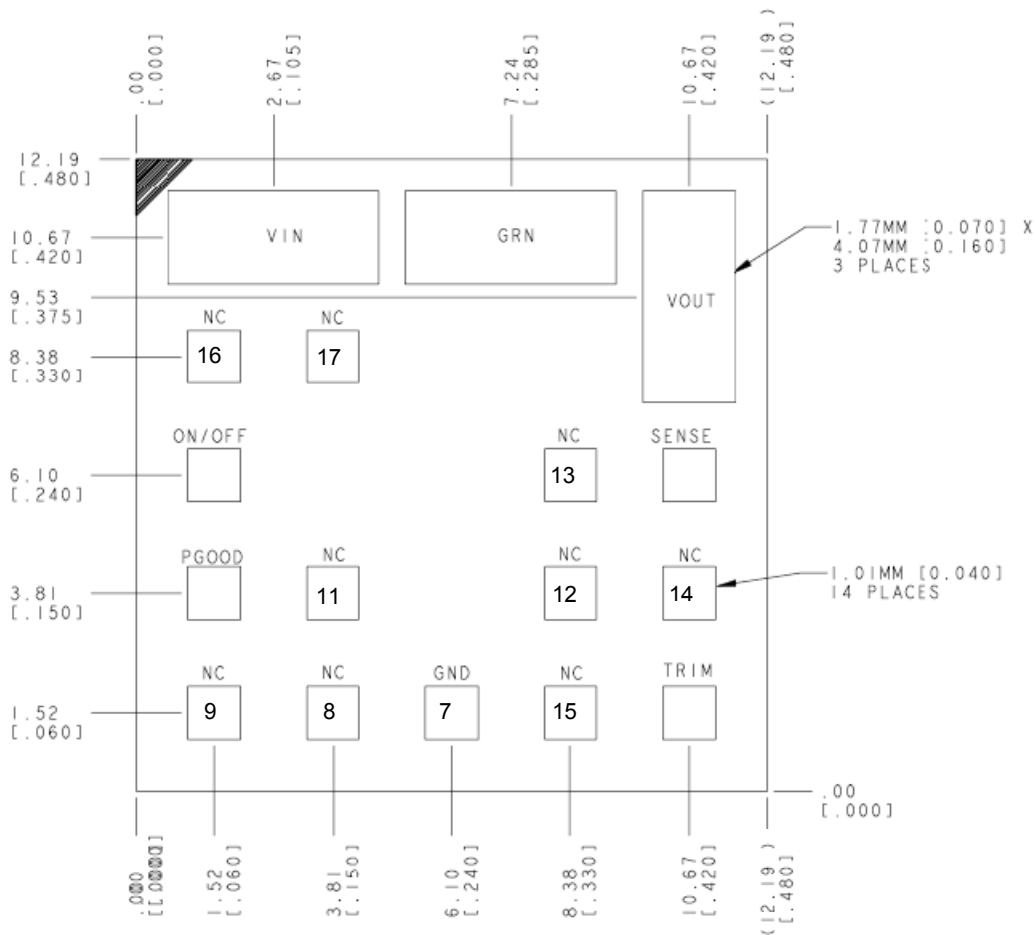 .00
[.000]
2.67
[.105]
7.24
[.285]
10.67
[.420]
(12.19 )
[.480]
12.19
[.480]
10.67
[.420]
VIN
GRN
VOUT
1.77MM [0.070] X
4.07MM [0.160]
3 PLACES
9.53
[.375]
NC
NC
8.38
[.330]
16
17
ON/OFF
NC
SENSE
6.10
[.240]
13
PGOOD
NC
NC
NC
3.81
[.150]
11
12
14
1.01MM [0.040]
14 PLACES
NC
NC
GND
NC
TRIM
1.52
[.060]
9
8
7
15
.00
[.000]
1.52
[.060]
3.81
[.150]
6.10
[.240]
8.38
[.330]
10.67
[.420]
(12.19 )
[.480]